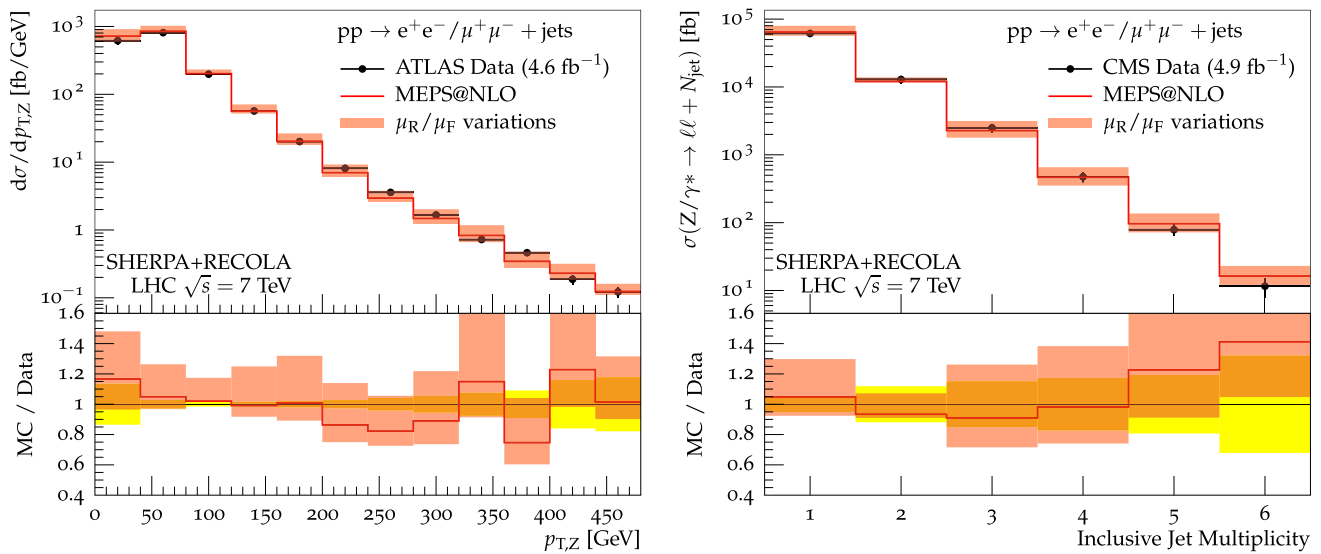 pp → e⁺e⁻/μ⁺μ⁻ + jets
ATLAS Data (4.6 fb⁻¹)
MEPS@NLO
μR/μF variations
SHERPA+RECOLA
LHC √s = 7 TeV
10³
10²
10¹
1
10⁻¹
dσ/dpT,Z [fb/GeV]
1.6
1.4
1.2
1
0.8
0.6
0.4
MC / Data
0 50 100 150 200 250 300 350 400 450
pT,Z [GeV]
pp → e⁺e⁻/μ⁺μ⁻ + jets
CMS Data (4.9 fb⁻¹)
MEPS@NLO
μR/μF variations
SHERPA+RECOLA
LHC √s = 7 TeV
10⁵
10⁴
10³
10²
10¹
σ(Z/γ* → ℓℓ + Njet) [fb]
1.6
1.4
1.2
1
0.8
0.6
0.4
MC / Data
1 2 3 4 5 6
Inclusive Jet Multiplicity